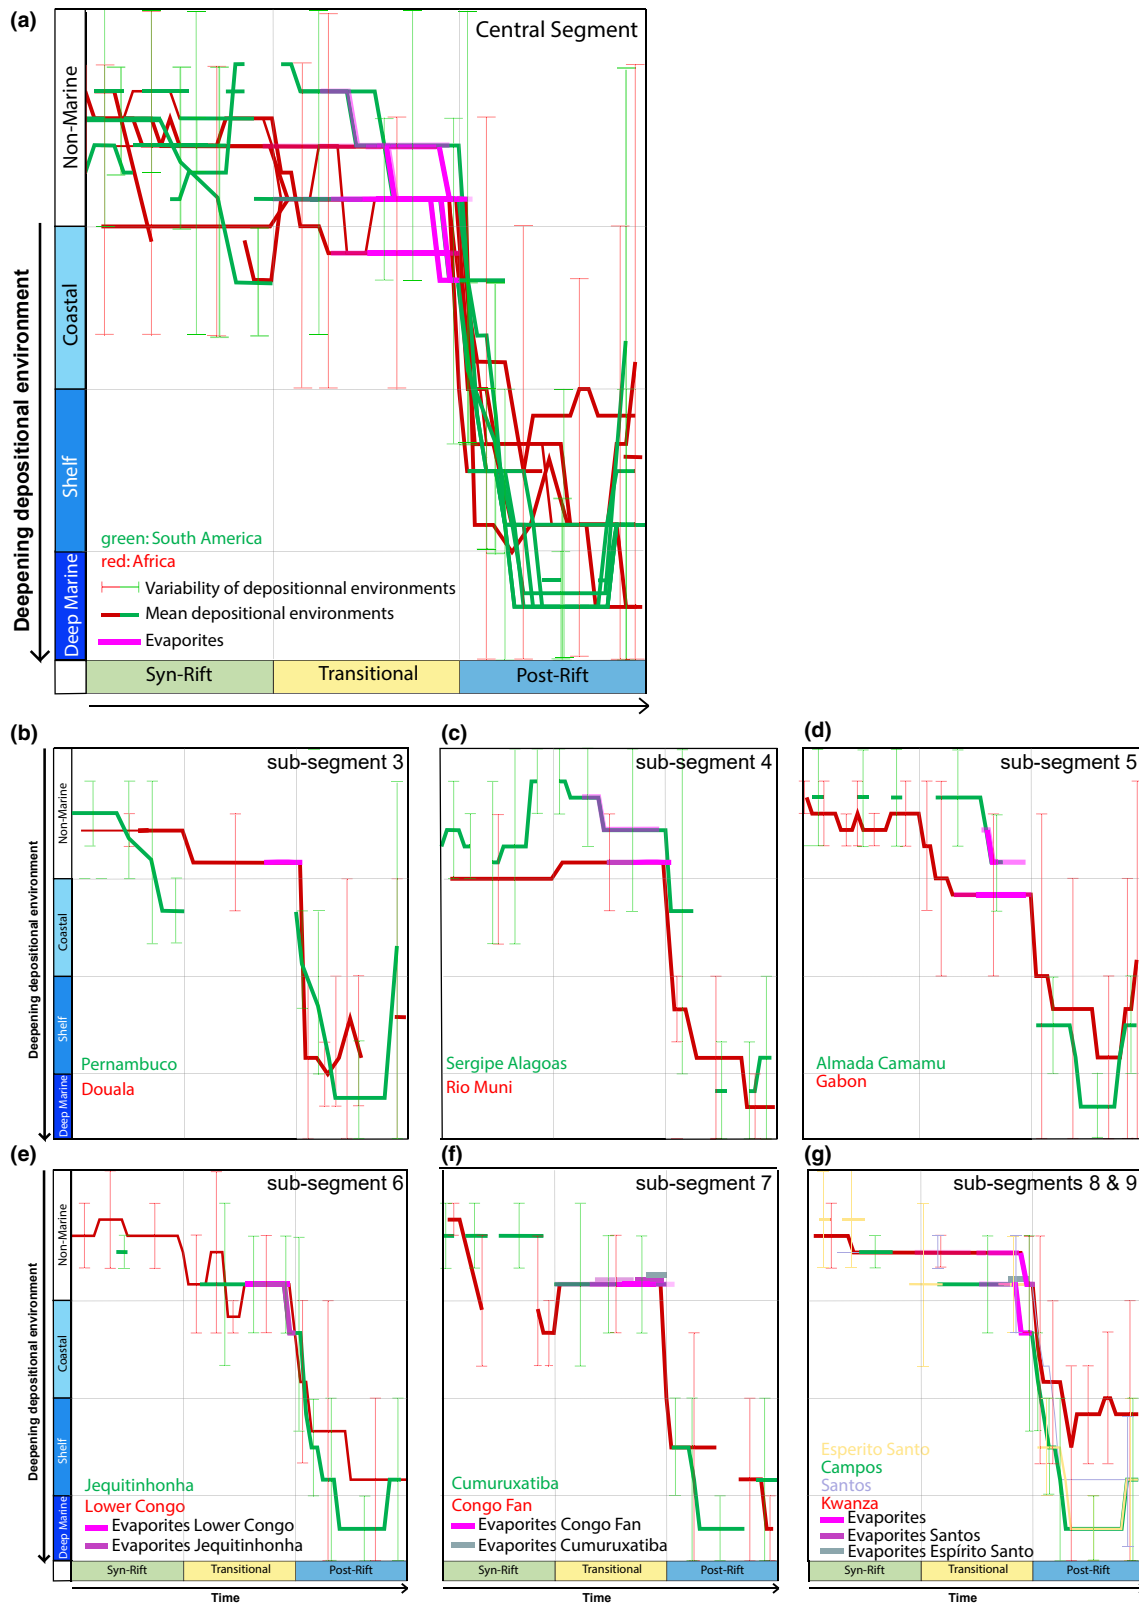 (a)
Central Segment
Non-Marine
Coastal
Shelf
Deep Marine
Deepening depositional environment
green: South America
red: Africa
Variability of depositionnal environments
Mean depositional environments
Evaporites
Syn-Rift
Transitional
Post-Rift
(b)
sub-segment 3
Non-Marine
Coastal
Shelf
Deep Marine
Deepening depositional environment
Pernambuco
Douala
(c)
sub-segment 4
Sergipe Alagoas
Rio Muni
(d)
sub-segment 5
Almada Camamu
Gabon
(e)
sub-segment 6
Non-Marine
Coastal
Shelf
Deep Marine
Deepening depositional environment
Jequitinhonha
Lower Congo
Evaporites Lower Congo
Evaporites Jequitinhonha
Syn-Rift
Transitional
Post-Rift
Time
(f)
sub-segment 7
Cumuruxatiba
Congo Fan
Evaporites Congo Fan
Evaporites Cumuruxatiba
Syn-Rift
Transitional
Post-Rift
Time
(g)
sub-segments 8 & 9
Esperito Santo
Campos
Santos
Kwanza
Evaporites
Evaporites Santos
Evaporites Espírito Santo
Syn-Rift
Transitional
Post-Rift
Time